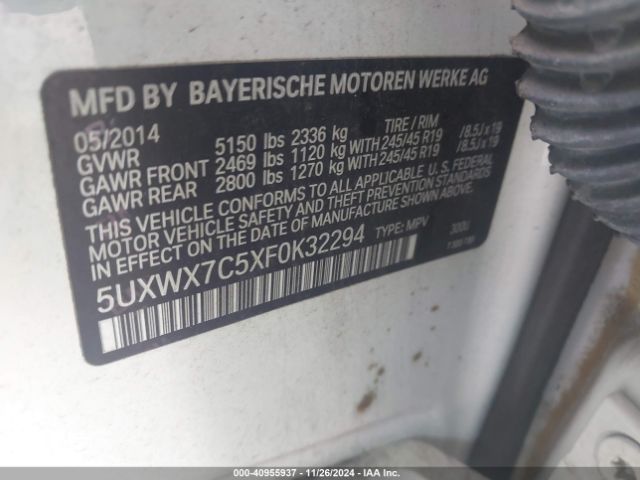 MFD BY BAYERISCHE MOTOREN WERKE AG
05/2014 TIRE / RIM
GVWR 5150 lbs 2336 kg
GAWR FRONT 2469 lbs 1120 kg WITH 245/45 R19 /8.5J x 19
GAWR REAR 2800 lbs 1270 kg WITH 245/45 R19 /8.5J x 19
THIS VEHICLE CONFORMS TO ALL APPLICABLE U. S. FEDERAL
MOTOR VEHICLE SAFETY AND THEFT PREVENTION STANDARDS
IN EFFECT ON THE DATE OF MANUFACTURE SHOWN ABOVE.
5UXWX7C5XF0K32294 TYPE: MPV 300U
000-40955937 - 11/26/2024 - IAA Inc.